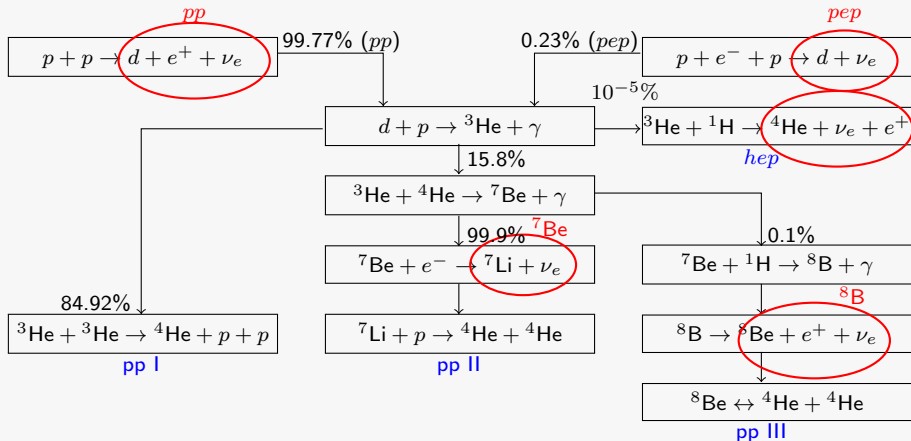 pp
pep
99.77% (pp)
0.23% (pep)
p + p → d + e⁺ + νₑ
p + e⁻ + p → d + νₑ
10⁻⁵%
d + p → ³He + γ
³He + ¹H → ⁴He + νₑ + e⁺
hep
15.8%
³He + ⁴He → ⁷Be + γ
99.9%
⁷Be
0.1%
⁷Be + e⁻ → ⁷Li + νₑ
⁷Be + ¹H → ⁸B + γ
84.92%
⁸B
³He + ³He → ⁴He + p + p
⁷Li + p → ⁴He + ⁴He
⁸B → ⁸Be + e⁺ + νₑ
pp I
pp II
⁸Be ↔ ⁴He + ⁴He
pp III